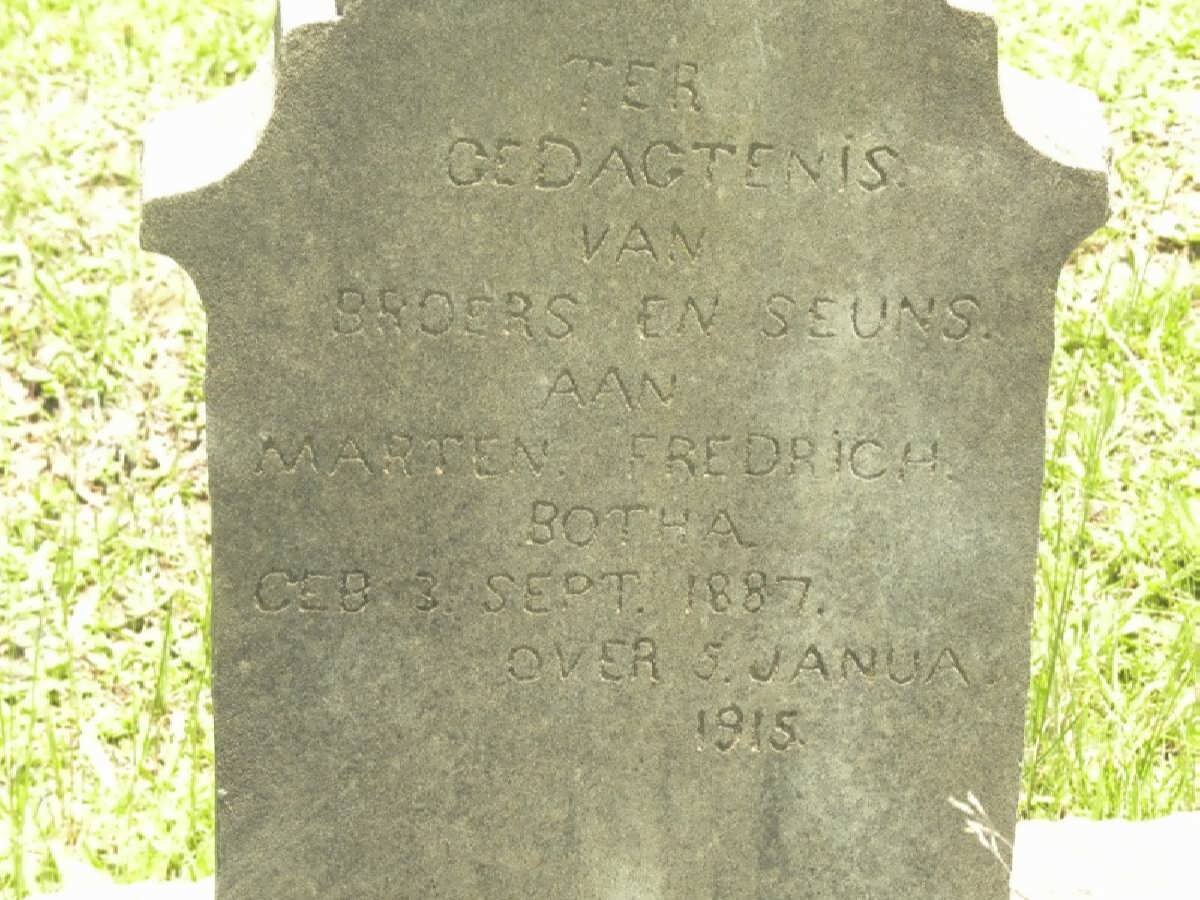 TER
GEDAGTENIS.
VAN
BROERS EN SEUNS.
AAN
MARTEN. FREDRICH.
BOTHA.
GEB 3. SEPT. 1887.
OVER 5. JANUA.
1915.